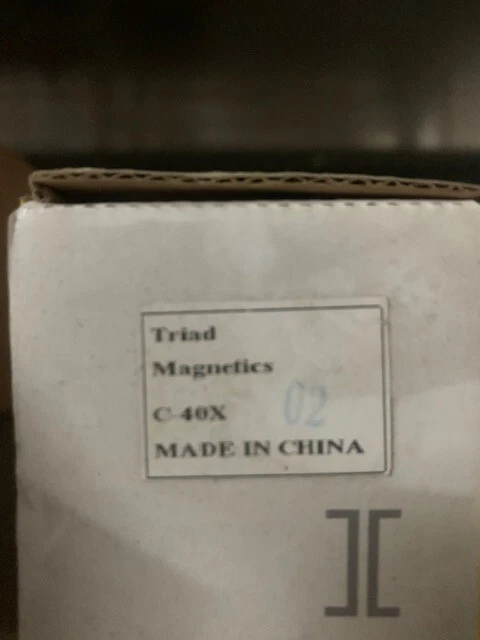 Triad
Magnetics
C-40X 02
MADE IN CHINA